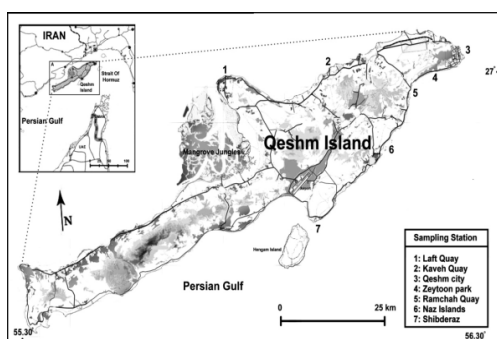 IRAN
A
Strait Of
Hormuz
Qeshm
Island
Persian Gulf
UAE
N
1
2
3
4
5
6
7
27°
Mangrove Jungles
Qeshm Island
Hengam Island
Persian Gulf
0 25 km
55.30°
56.30°
Sampling Station
1: Laft Quay
2: Kaveh Quay
3: Qeshm city
4: Zeytoon park
5: Ramchah Quay
6: Naz Islands
7: Shibderaz